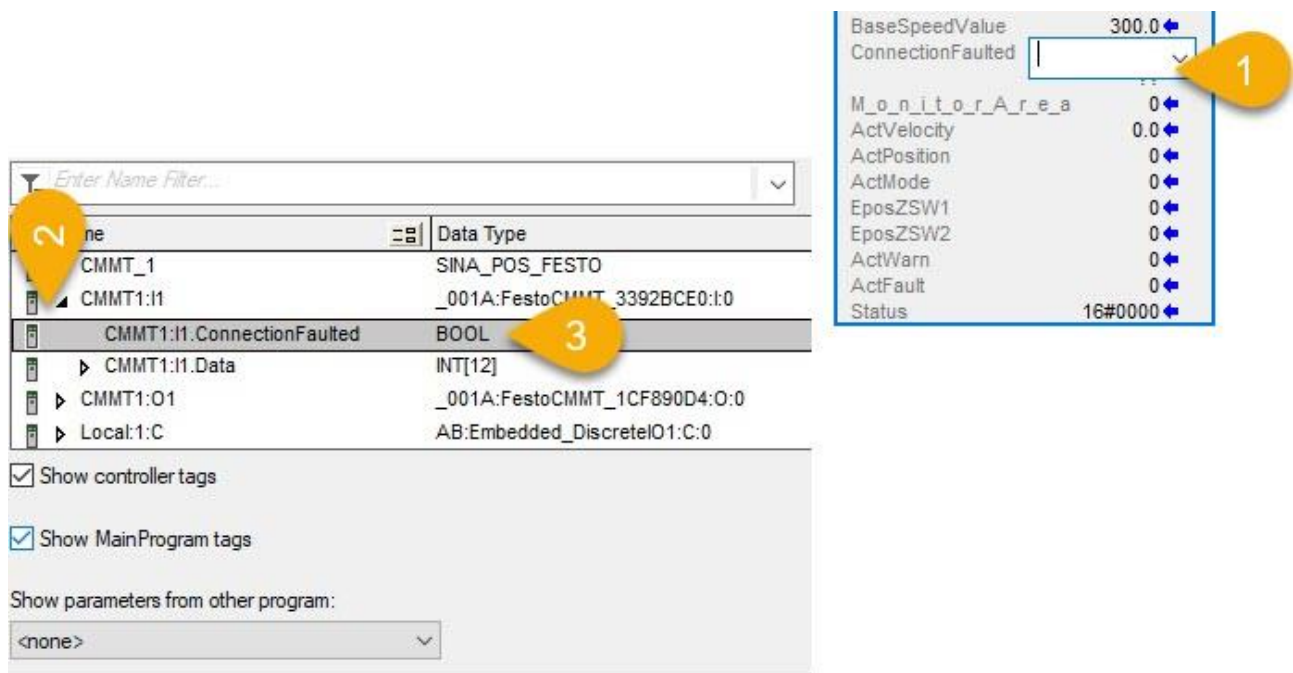 BaseSpeedValue 300.0
ConnectionFaulted
1
M_o_n_i_t_o_r_A_r_e_a 0
ActVelocity 0.0
ActPosition 0
ActMode 0
EposZSW1 0
EposZSW2 0
ActWarn 0
ActFault 0
Status 16#0000
Enter Name Filter...
2
me Data Type
CMMT_1 SINA_POS_FESTO
CMMT1:I1 _001A:FestoCMMT_3392BCE0:I:0
CMMT1:I1.ConnectionFaulted BOOL
3
CMMT1:I1.Data INT[12]
CMMT1:O1 _001A:FestoCMMT_1CF890D4:O:0
Local:1:C AB:Embedded_DiscreteIO1:C:0
Show controller tags
Show MainProgram tags
Show parameters from other program:
<none>